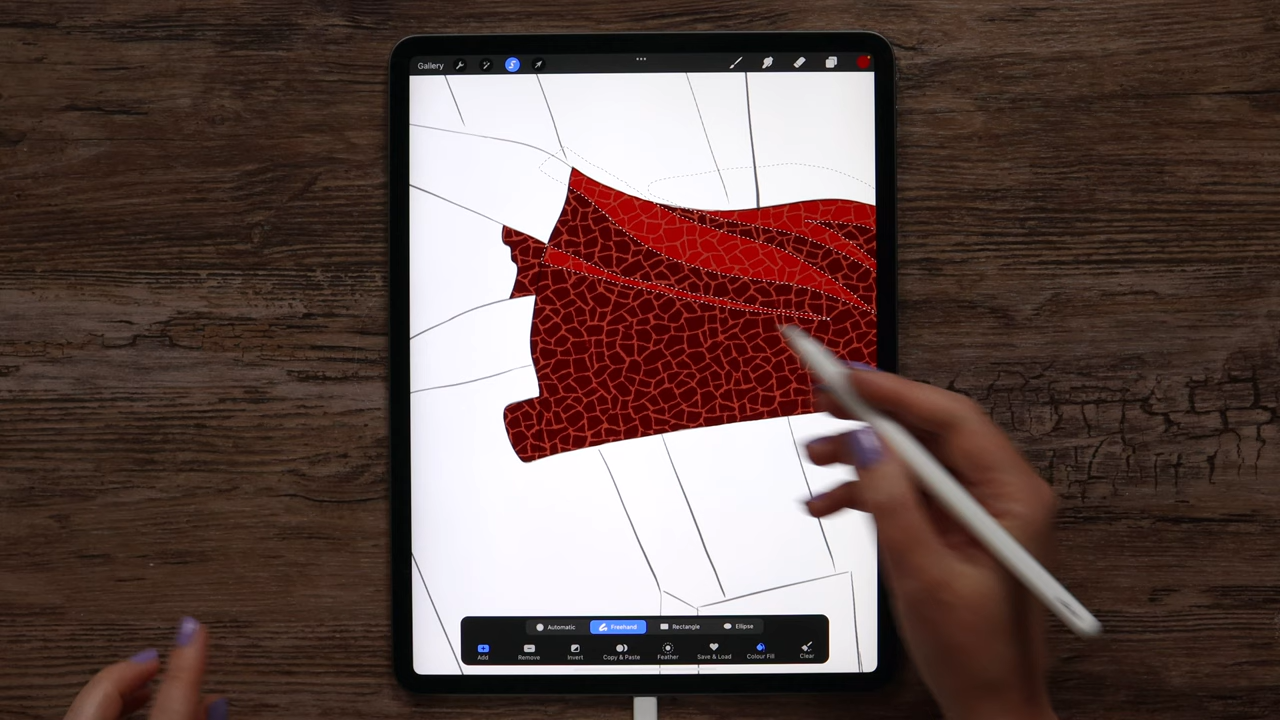 Gallery
Automatic Freehand Rectangle Ellipse
Add Remove Invert Copy & Paste Feather Save & Load Colour Fill Clear